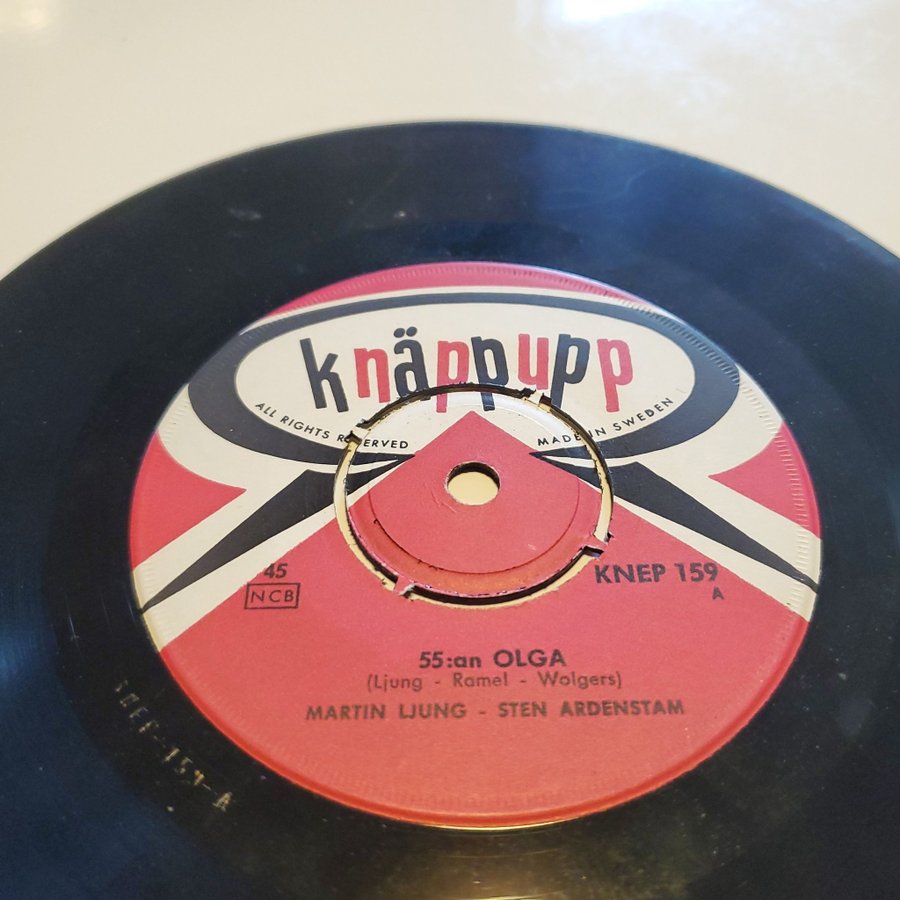 knäppupp
ALL RIGHTS RESERVED
MADE IN SWEDEN
45
NCB
KNEP 159
A
55:an OLGA
(Ljung - Ramel - Wolgers)
MARTIN LJUNG - STEN ARDENSTAM
159-A